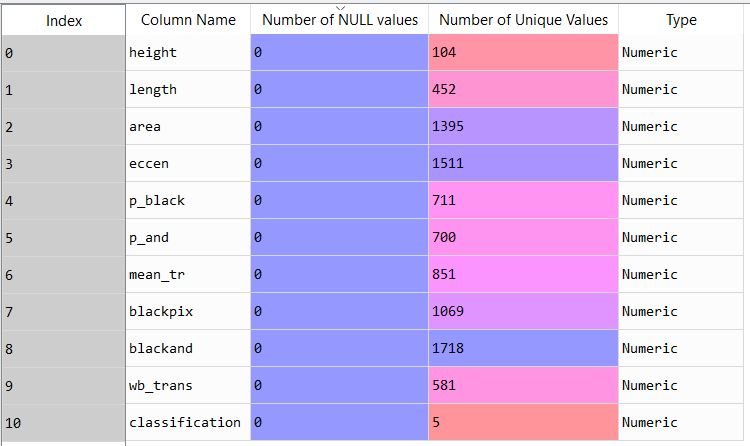 Index Column Name Number of NULL values Number of Unique Values Type
0 height 0 104 Numeric
1 length 0 452 Numeric
2 area 0 1395 Numeric
3 eccen 0 1511 Numeric
4 p_black 0 711 Numeric
5 p_and 0 700 Numeric
6 mean_tr 0 851 Numeric
7 blackpix 0 1069 Numeric
8 blackand 0 1718 Numeric
9 wb_trans 0 581 Numeric
10 classification 0 5 Numeric